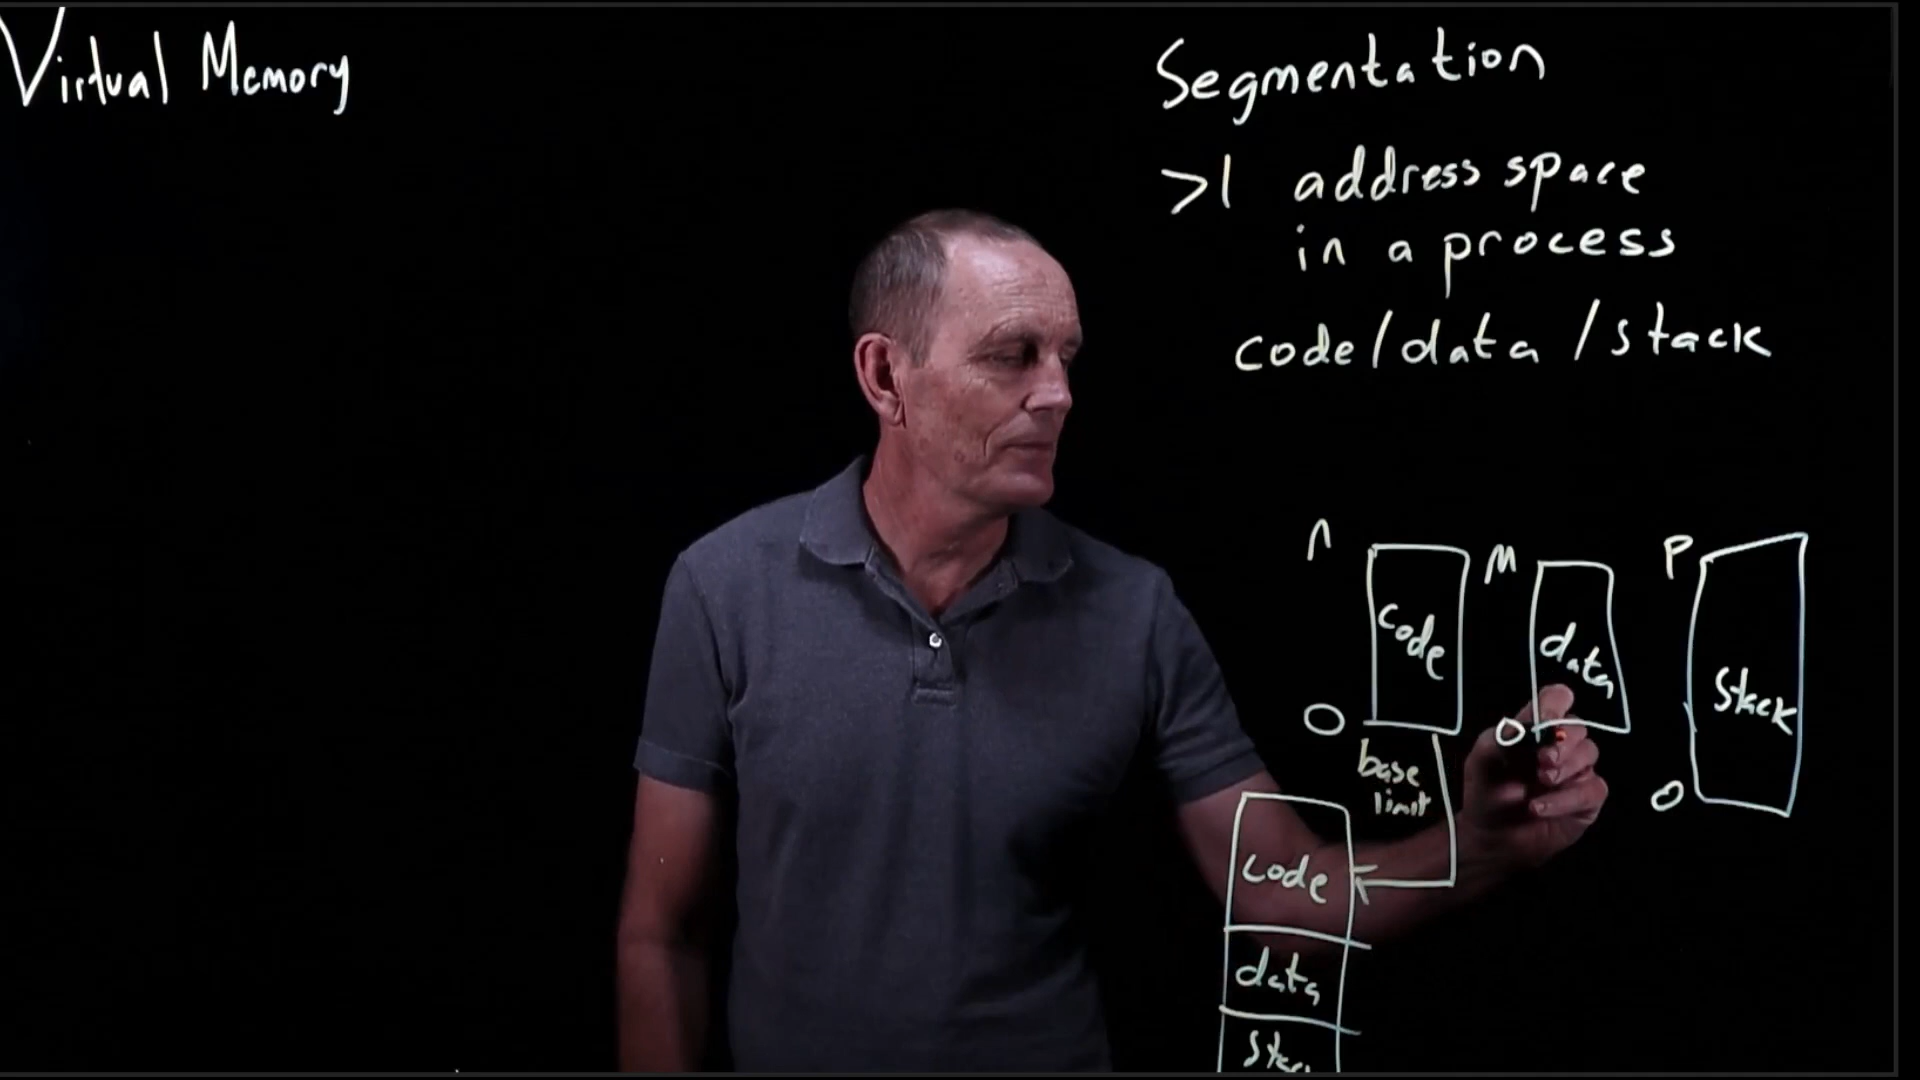 Virtual Memory
Segmentation
>1 address space
in a process
code/data/stack
n
code
0
M
data
0
P
Stack
0
base
limit
code
data